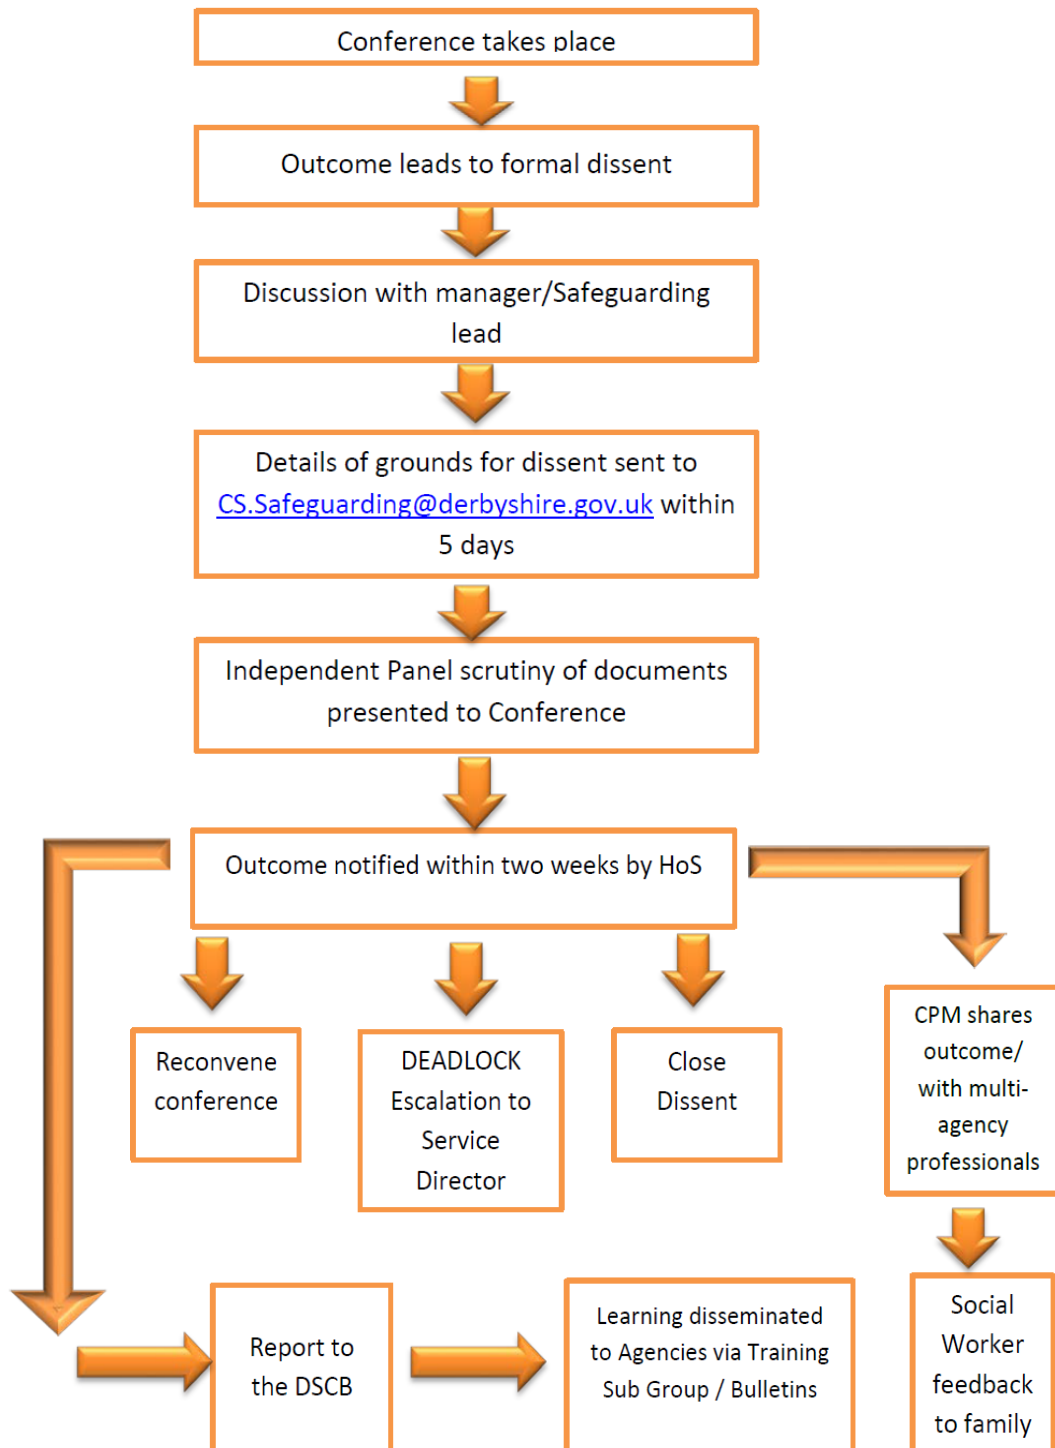 Conference takes place
Outcome leads to formal dissent
Discussion with manager/Safeguarding
lead
Details of grounds for dissent sent to
CS.Safeguarding@derbyshire.gov.uk within
5 days
Independent Panel scrutiny of documents
presented to Conference
Outcome notified within two weeks by HoS
Reconvene
conference
DEADLOCK
Escalation to
Service
Director
Close
Dissent
CPM shares
outcome/
with multi-
agency
professionals
Report to
the DSCB
Learning disseminated
to Agencies via Training
Sub Group / Bulletins
Social
Worker
feedback
to family